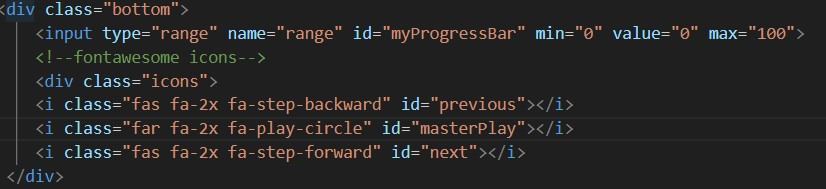 <div class="bottom">
<input type="range" name="range" id="myProgressBar" min="0" value="0" max="100">
<!--fontawesome icons-->
<div class="icons">
<i class="fas fa-2x fa-step-backward" id="previous"></i>
<i class="far fa-2x fa-play-circle" id="masterPlay"></i>
<i class="fas fa-2x fa-step-forward" id="next"></i>
</div>